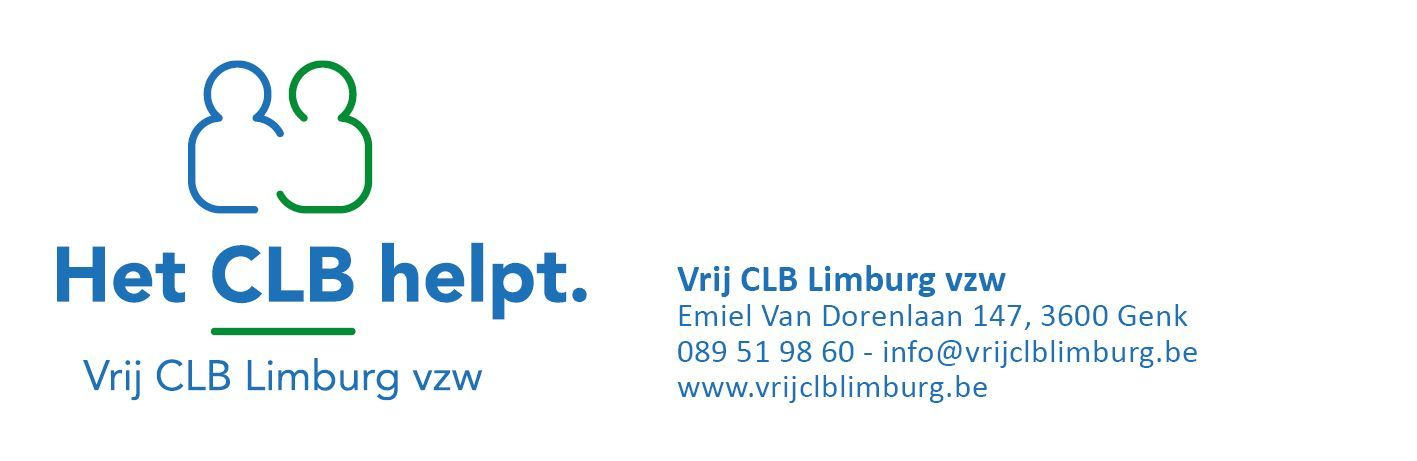 Het CLB helpt.
Vrij CLB Limburg vzw
Vrij CLB Limburg vzw
Emiel Van Dorenlaan 147, 3600 Genk
089 51 98 60 - info@vrijclblimburg.be
www.vrijclblimburg.be